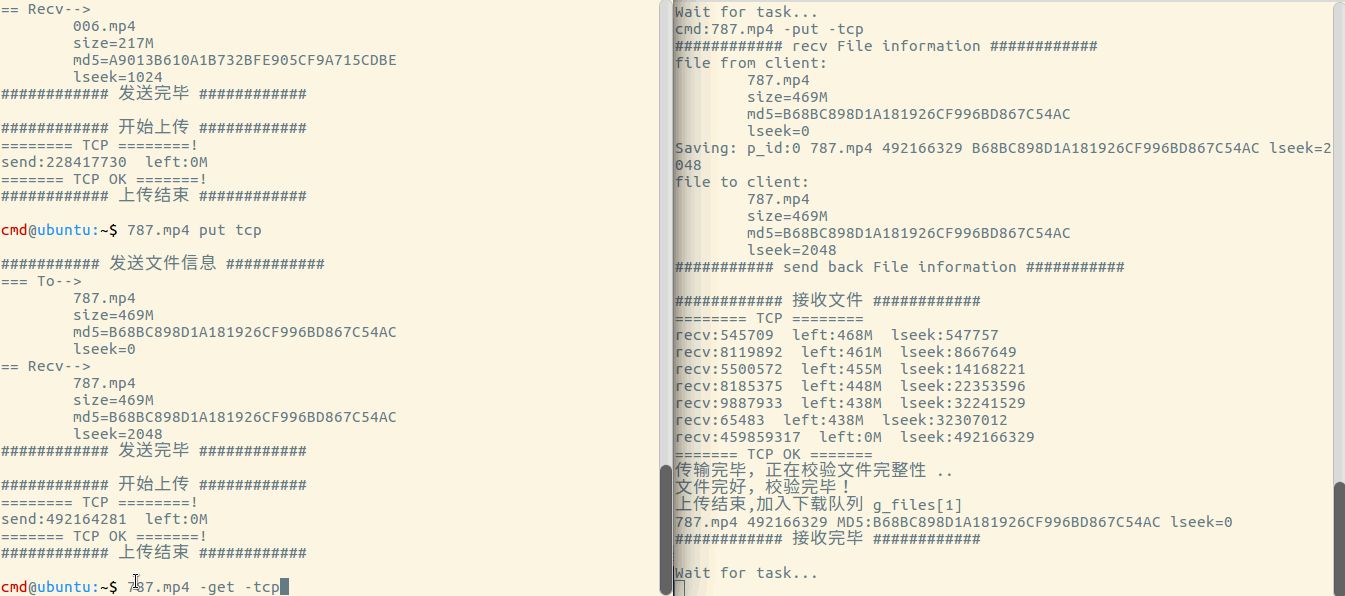 == Recv-->
006.mp4
size=217M
md5=A9013B610A1B732BFE905CF9A715CDBE
lseek=1024
############ 发送完毕 ############
############ 开始上传 ############
======== TCP ========!
send:228417730  left:0M
======= TCP OK =======!
############ 上传结束 ############
cmd@ubuntu:~$ 787.mp4 put tcp
########### 发送文件信息 ###########
=== To-->
787.mp4
size=469M
md5=B68BC898D1A181926CF996BD867C54AC
lseek=0
== Recv-->
787.mp4
size=469M
md5=B68BC898D1A181926CF996BD867C54AC
lseek=2048
############ 发送完毕 ############
############ 开始上传 ############
======== TCP ========!
send:492164281  left:0M
======= TCP OK =======!
############ 上传结束 ############
cmd@ubuntu:~$ 787.mp4 -get -tcp
Wait for task...
cmd:787.mp4 -put -tcp
############ recv File information ############
file from client:
787.mp4
size=469M
md5=B68BC898D1A181926CF996BD867C54AC
lseek=0
Saving: p_id:0 787.mp4 492166329 B68BC898D1A181926CF996BD867C54AC lseek=2
048
file to client:
787.mp4
size=469M
md5=B68BC898D1A181926CF996BD867C54AC
lseek=2048
########### send back File information ###########
############ 接收文件 ############
======== TCP ========
recv:545709  left:468M  lseek:547757
recv:8119892  left:461M  lseek:8667649
recv:5500572  left:455M  lseek:14168221
recv:8185375  left:448M  lseek:22353596
recv:9887933  left:438M  lseek:32241529
recv:65483  left:438M  lseek:32307012
recv:459859317  left:0M  lseek:492166329
======= TCP OK =======
传输完毕，正在校验文件完整性 ..
文件完好，校验完毕！
上传结束,加入下载队列 g_files[1]
787.mp4 492166329 MD5:B68BC898D1A181926CF996BD867C54AC lseek=0
############ 接收完毕 ############
Wait for task...